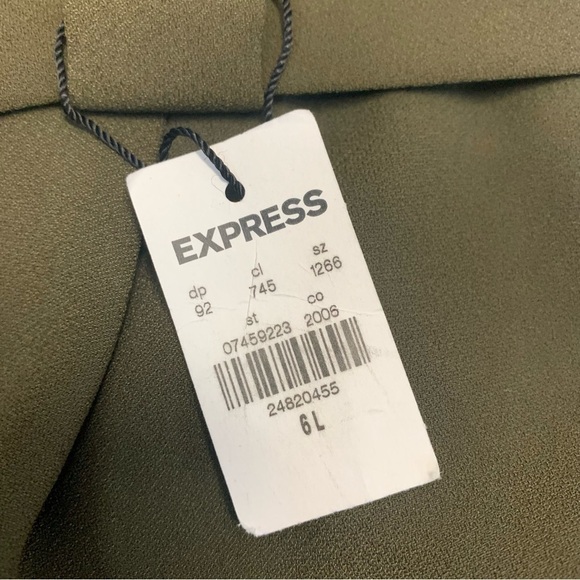 EXPRESS
dp cl sz
92 745 1266
st co
07459223 2006
24820455
6L